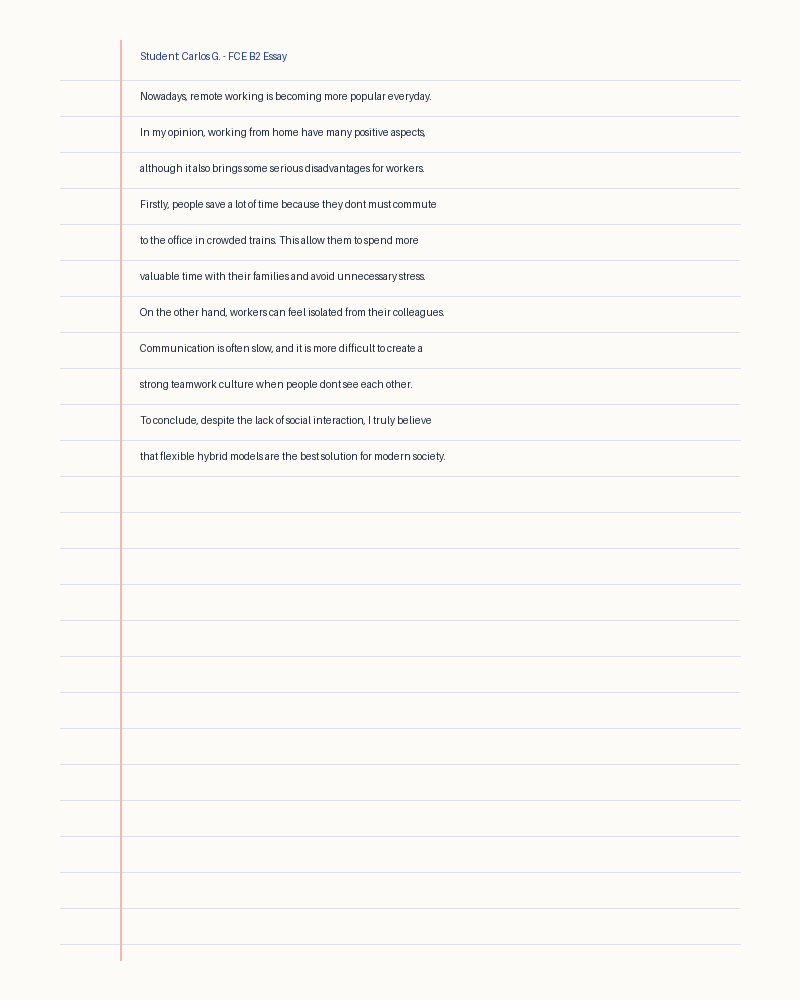 Student: Carlos G. - FCE B2 Essay
Nowadays, remote working is becoming more popular everyday.
In my opinion, working from home have many positive aspects,
although it also brings some serious disadvantages for workers.
Firstly, people save a lot of time because they dont must commute
to the office in crowded trains. This allow them to spend more
valuable time with their families and avoid unnecessary stress.
On the other hand, workers can feel isolated from their colleagues.
Communication is often slow, and it is more difficult to create a
strong teamwork culture when people dont see each other.
To conclude, despite the lack of social interaction, I truly believe
that flexible hybrid models are the best solution for modern society.